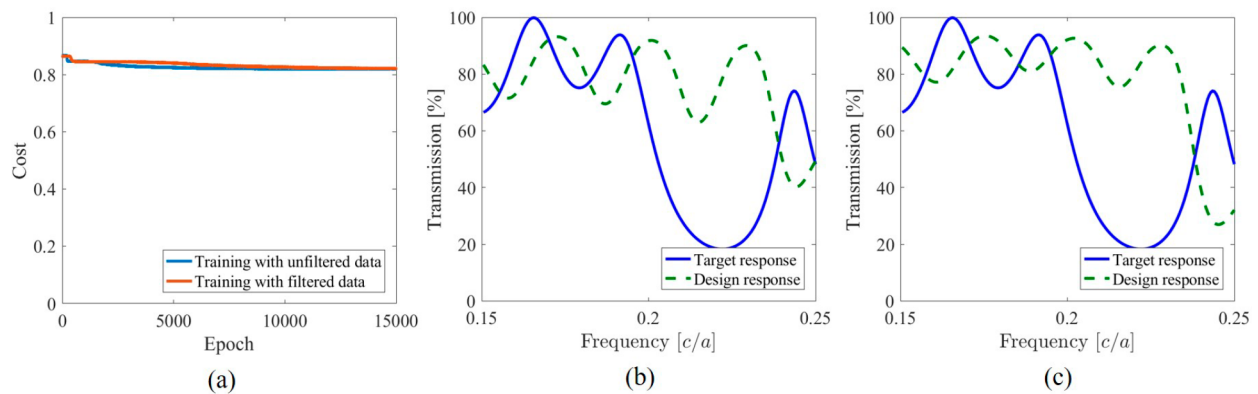 1
0.8
0.6
0.4
0.2
0
Cost
0
5000
10000
15000
Epoch
Training with unfiltered data
Training with filtered data
(a)
100%
80
60
40
20
0
Transmission [%]
0.15
0.2
0.25
Frequency [c/a]
Target response
Design response
(b)
100%
80
60
40
20
0
Transmission [%]
0.15
0.2
0.25
Frequency [c/a]
Target response
Design response
(c)